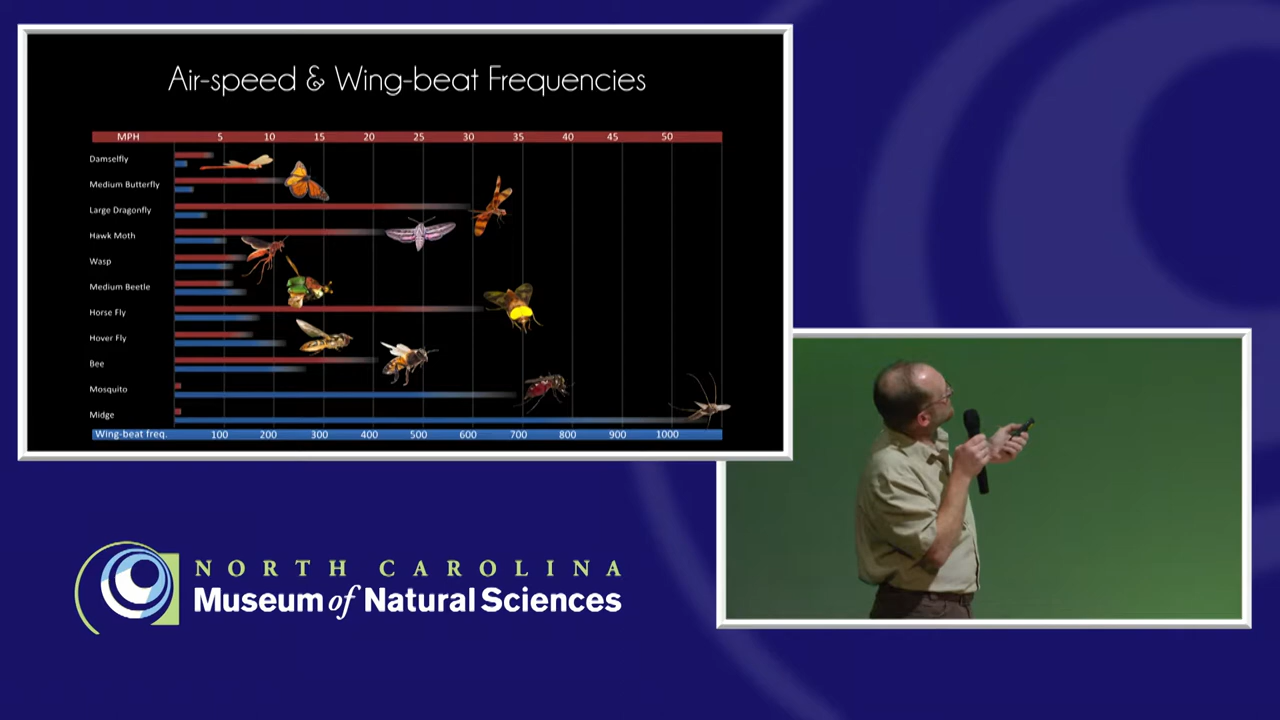 Air-speed & Wing-beat Frequencies
MPH 5 10 15 20 25 30 35 40 45 50
Damselfly
Medium Butterfly
Large Dragonfly
Hawk Moth
Wasp
Medium Beetle
Horse Fly
Hover Fly
Bee
Mosquito
Midge
Wing-beat freq. 100 200 300 400 500 600 700 800 900 1000
NORTH CAROLINA
Museum of Natural Sciences